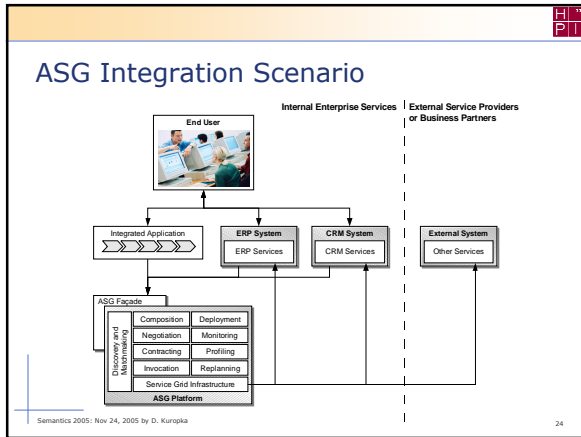 H
P I
ASG Integration Scenario
Internal Enterprise Services
External Service Providers
or Business Partners
End User
Integrated Application
ERP System
ERP Services
CRM System
CRM Services
External System
Other Services
ASG Façade
Discovery and
Matchmaking
Composition
Deployment
Negotiation
Monitoring
Contracting
Profiling
Invocation
Replanning
Service Grid Infrastructure
ASG Platform
Semantics 2005: Nov 24, 2005 by D. Kuropka
24